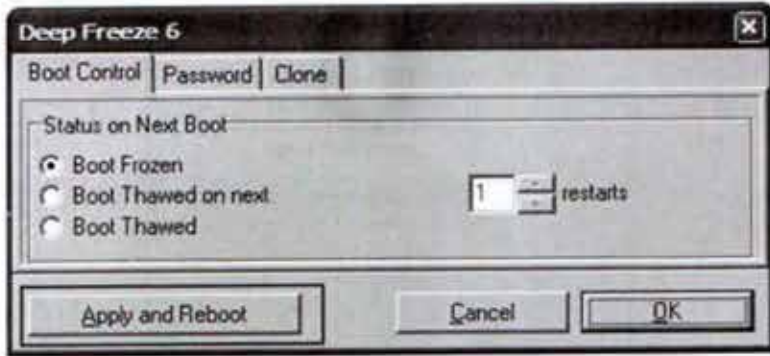 Deep Freeze 6
Boot Control Password Clone
Status on Next Boot
Boot Frozen
Boot Thawed on next 1 restarts
Boot Thawed
Apply and Reboot Cancel OK